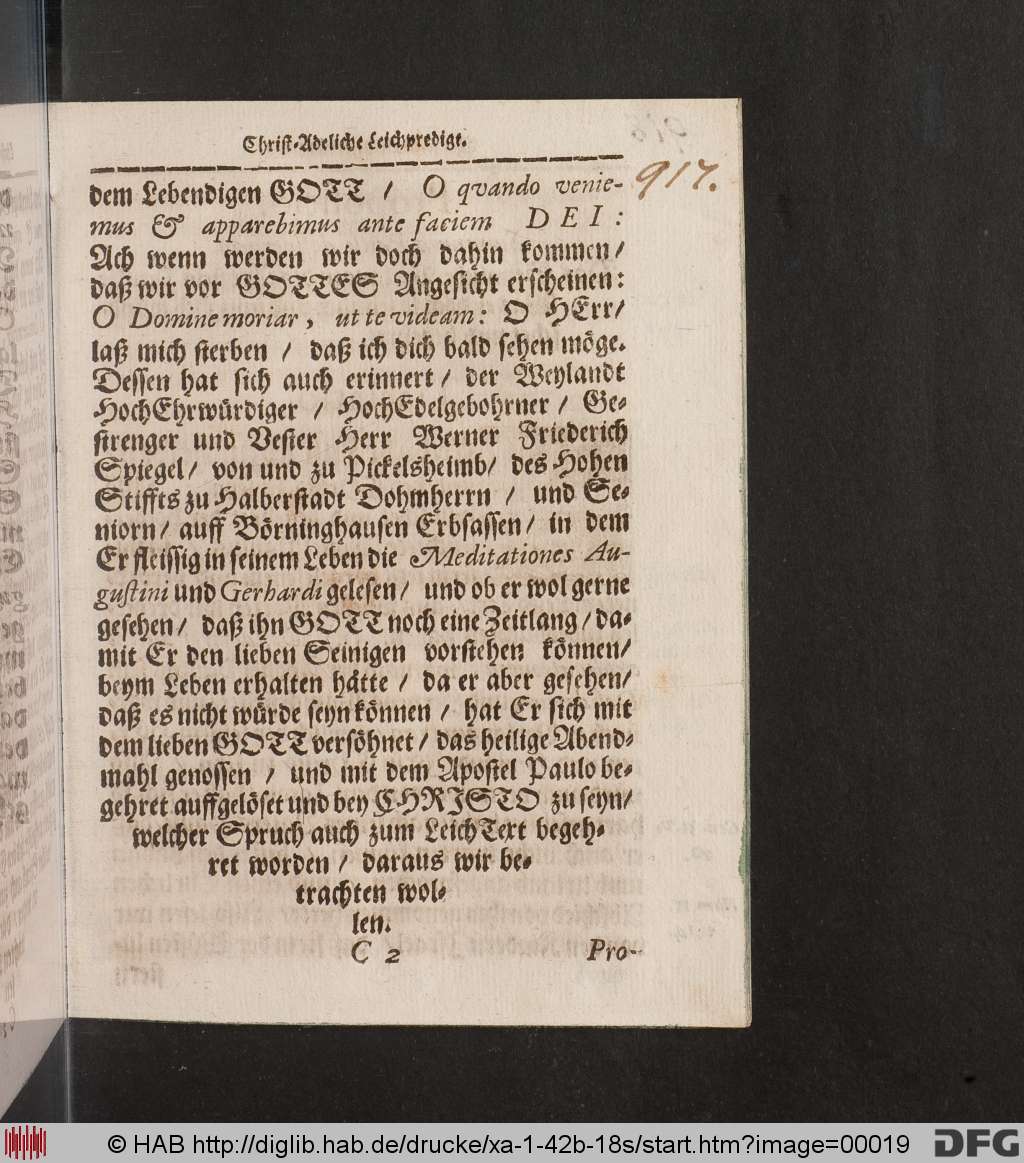 Christ-Adeliche Leichpredigt.
917.
dem Lebendigen GOTT / O qvando venie-
mus & apparebimus ante faciem DEI:
Ach wenn werden wir doch dahin kommen/
daß wir vor GOTTES Angesicht erscheinen:
O Domine moriar, ut te videam: O HErr/
laß mich sterben / daß ich dich bald sehen möge.
Dessen hat sich auch erinnert / der Weylandt
HochEhrwürdiger / HochEdelgebohrner / Ge-
strenger und Vester Herr Werner Friederich
Spiegel / von und zu Pickelsheimb / des Hohen
Stiffts zu Halberstadt Dohmherrn / und Se-
niorn / auff Börninghausen Erbsassen / in dem
Er fleissig in seinem Leben die Meditationes Au-
gustini und Gerhardi gelesen / und ob er wol gerne
gesehen / daß ihn GOTT noch eine Zeitlang / da-
mit Er den lieben Seinigen vorstehen können/
beym Leben erhalten hätte / da er aber gesehen/
daß es nicht würde seyn können / hat Er sich mit
dem lieben GOTT versöhnet / das heilige Abend-
mahl genossen / und mit dem Apostel Paulo be-
gehret auffgelöset und bey CHRISTO zu seyn/
welcher Spruch auch zum LeichText begeh-
ret worden / daraus wir be-
trachten wol-
len.
C 2 Pro-
© HAB http://diglib.hab.de/drucke/xa-1-42b-18s/start.htm?image=00019
DFG